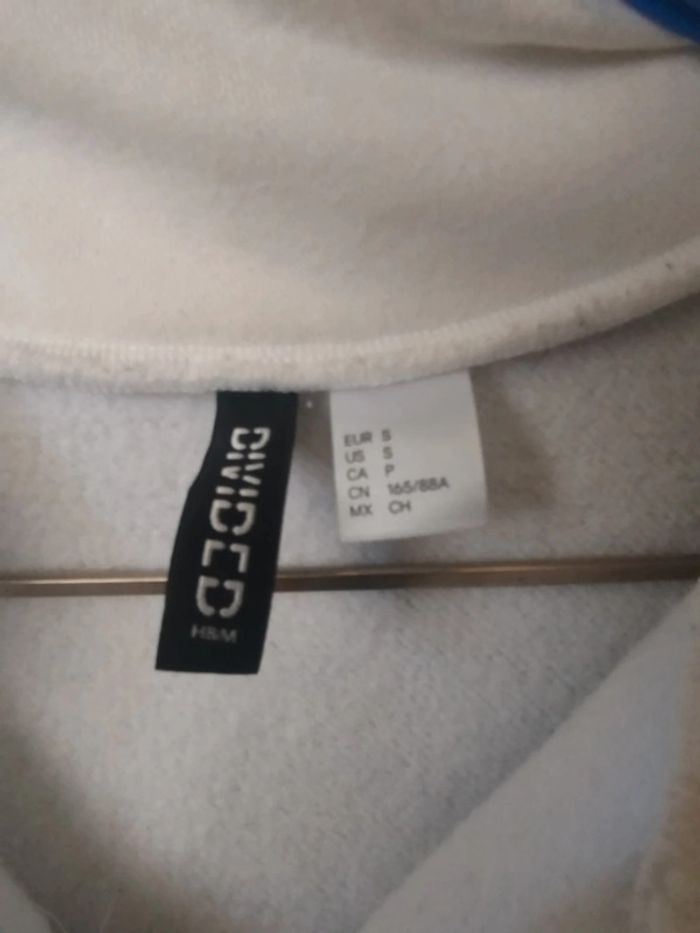 DIVIDED
H&M
EUR S
US S
CA P
CN 165/88A
MX CH